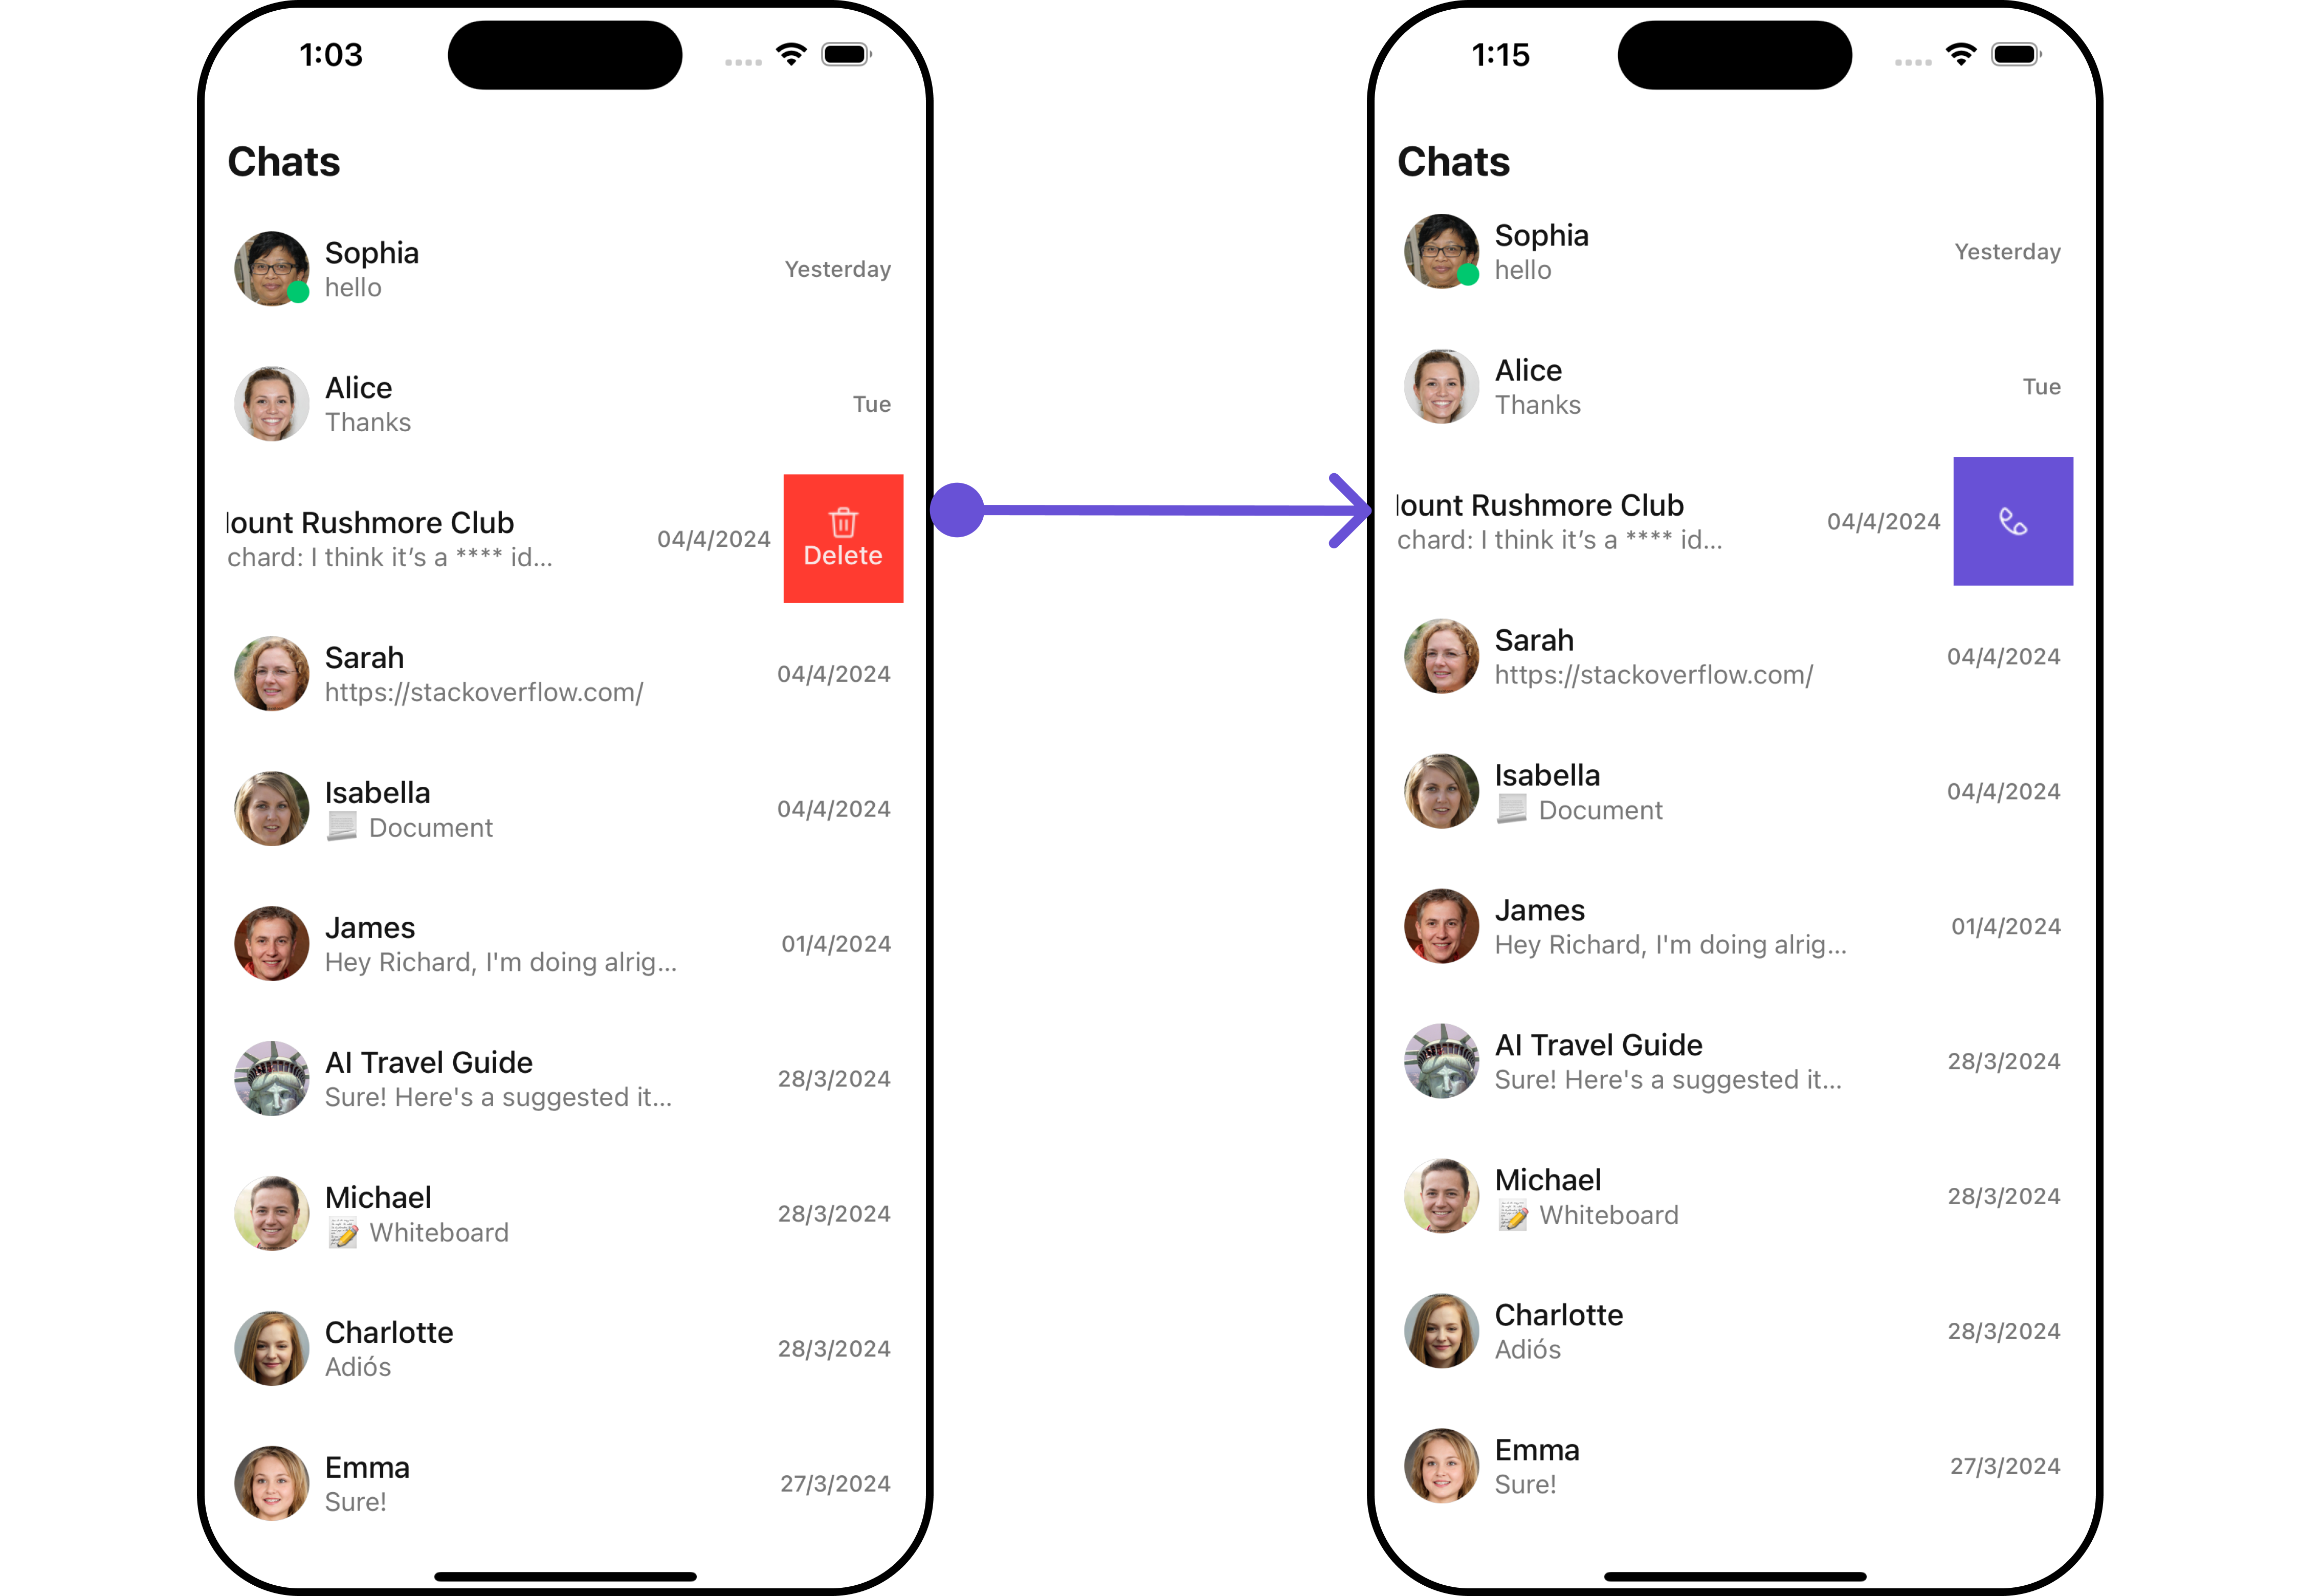 1:03
Chats
Sophia
hello
Yesterday
Alice
Thanks
Tue
ount Rushmore Club
chard: I think it’s a **** id...
04/4/2024
Delete
Sarah
https://stackoverflow.com/
04/4/2024
Isabella
Document
04/4/2024
James
Hey Richard, I'm doing alrig...
01/4/2024
AI Travel Guide
Sure! Here's a suggested it...
28/3/2024
Michael
Whiteboard
28/3/2024
Charlotte
Adiós
28/3/2024
Emma
Sure!
27/3/2024
1:15
Chats
Sophia
hello
Yesterday
Alice
Thanks
Tue
ount Rushmore Club
chard: I think it’s a **** id...
04/4/2024
Sarah
https://stackoverflow.com/
04/4/2024
Isabella
Document
04/4/2024
James
Hey Richard, I'm doing alrig...
01/4/2024
AI Travel Guide
Sure! Here's a suggested it...
28/3/2024
Michael
Whiteboard
28/3/2024
Charlotte
Adiós
28/3/2024
Emma
Sure!
27/3/2024